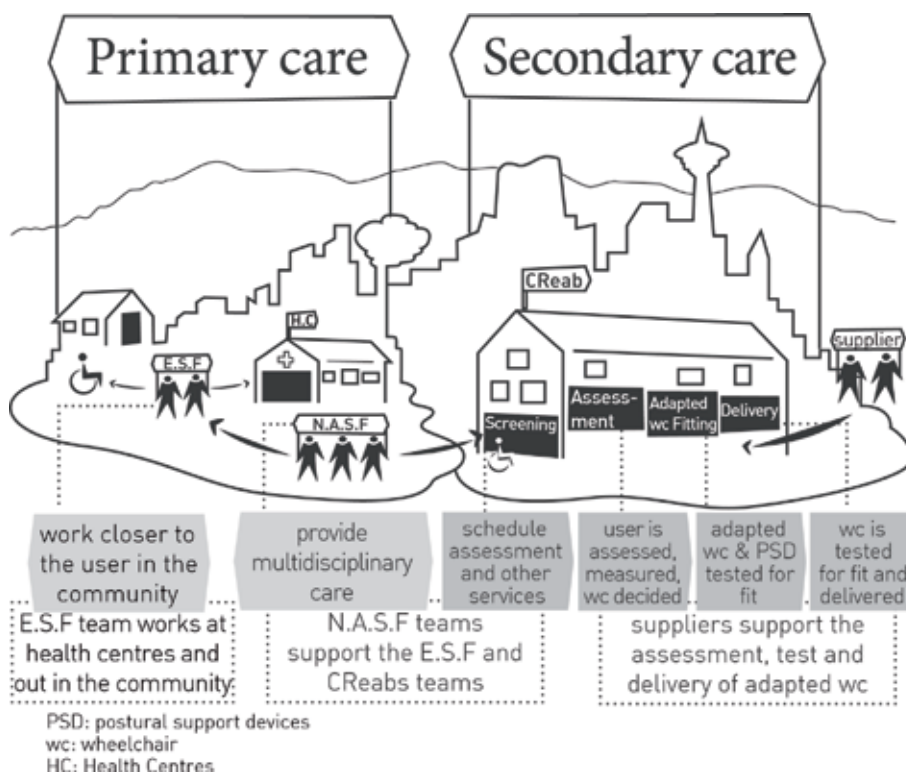 Primary care
Secondary care
CReab
H.C
supplier
E.S.F
N.A.S.F
Screening
Assess-
ment
Adapted
wc Fitting
Delivery
work closer to
the user in the
community
provide
multidisciplinary
care
schedule
assessment
and other
services
user is
assessed,
measured,
wc decided
adapted
wc & PSD
tested for
fit
wc is
tested
for fit and
delivered
E.S.F team works at
health centres and
out in the community
N.A.S.F teams
support the E.S.F and
CReabs teams
suppliers support the
assessment, test and
delivery of adapted wc
PSD: postural support devices
wc: wheelchair
HC: Health Centres